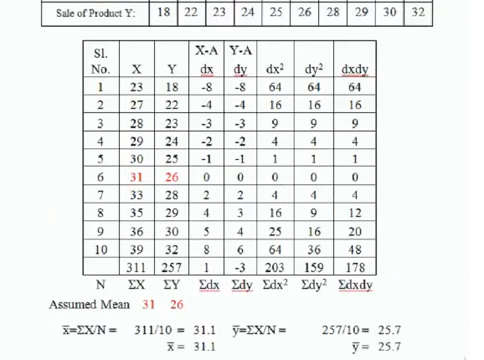 Sale of Product Y: 18 22 23 24 25 26 28 29 30 32
X-A Y-A
Sl.
No. X Y dx dy dx² dy² dxdy
1 23 18 -8 -8 64 64 64
2 27 22 -4 -4 16 16 16
3 28 23 -3 -3 9 9 9
4 29 24 -2 -2 4 4 4
5 30 25 -1 -1 1 1 1
6 31 26 0 0 0 0 0
7 33 28 2 2 4 4 4
8 35 29 4 3 16 9 12
9 36 30 5 4 25 16 20
10 39 32 8 6 64 36 48
311 257 1 -3 203 159 178
N ΣX ΣY Σdx Σdy Σdx² Σdy² Σdxdy
Assumed Mean 31 26
x̅=ΣX/N = 311/10 = 31.1 y̅=ΣX/N = 257/10 = 25.7
x̅ = 31.1 y̅ = 25.7